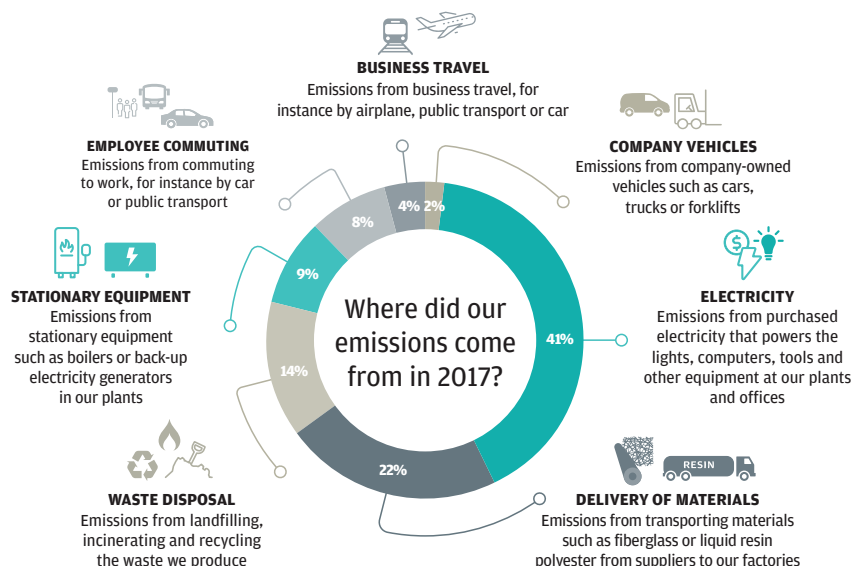 BUSINESS TRAVEL
Emissions from business travel, for
instance by airplane, public transport or car
EMPLOYEE COMMUTING
Emissions from commuting
to work, for instance by car
or public transport
COMPANY VEHICLES
Emissions from company-owned
vehicles such as cars,
trucks or forklifts
4%
2%
8%
9%
STATIONARY EQUIPMENT
Emissions from
stationary equipment
such as boilers or back-up
electricity generators
in our plants
Where did our
emissions come
from in 2017?
41%
$
ELECTRICITY
Emissions from purchased
electricity that powers the
lights, computers, tools and
other equipment at our plants
and offices
14%
22%
WASTE DISPOSAL
Emissions from landfilling,
incinerating and recycling
the waste we produce
RESIN
DELIVERY OF MATERIALS
Emissions from transporting materials
such as fiberglass or liquid resin
polyester from suppliers to our factories